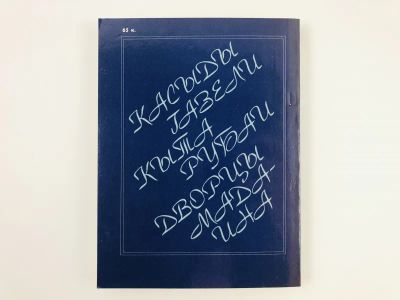 65 к.
КАСЫДЫ
ГАЗЕЛИ
КЫТА
РУБАИ
ДВОРЦЫ
МАДА-
ИНА